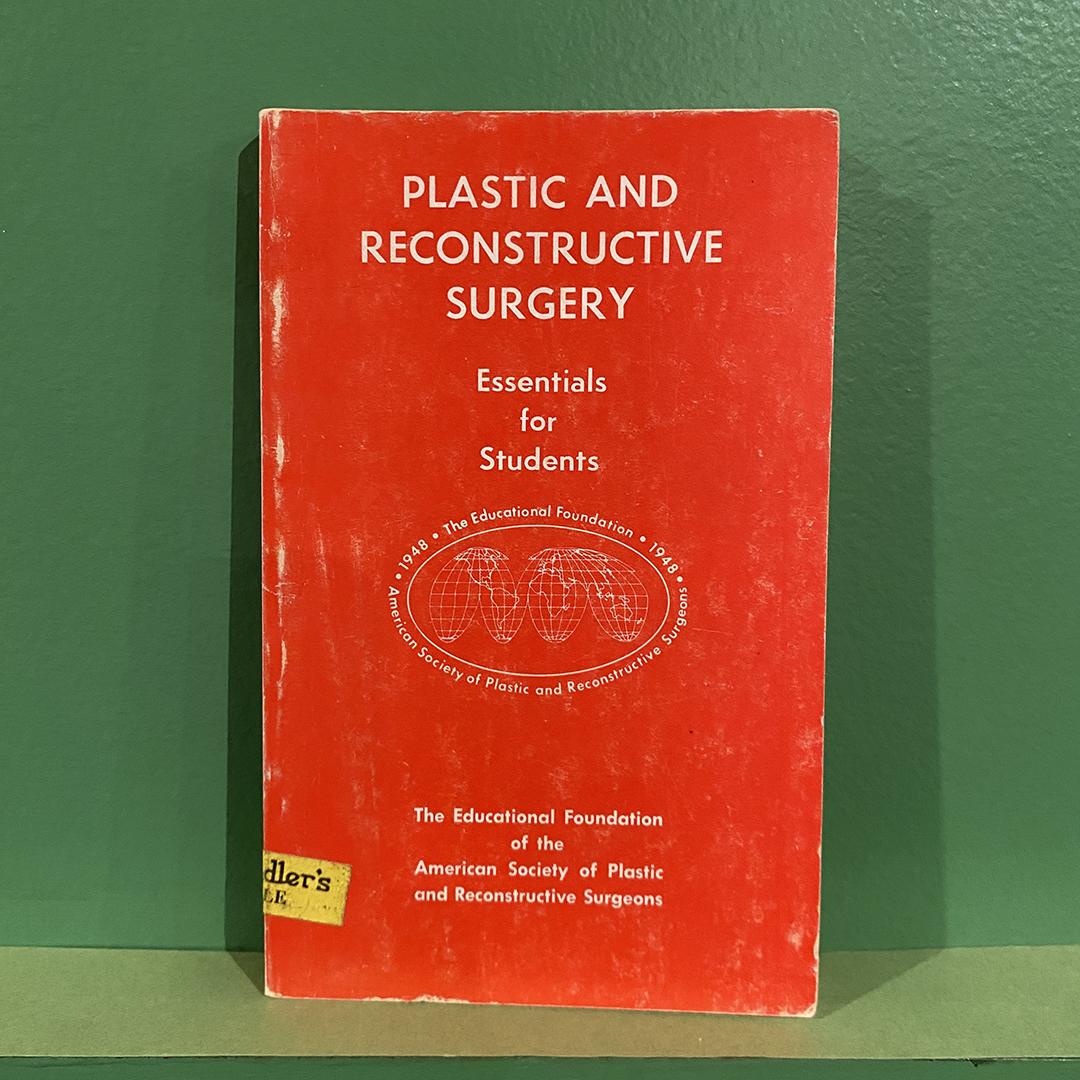 PLASTIC AND
RECONSTRUCTIVE
SURGERY
Essentials
for
Students
• 1948 • The Educational Foundation • 1948 •
American Society of Plastic and Reconstructive Surgeons
The Educational Foundation
of the
American Society of Plastic
and Reconstructive Surgeons
dler's
LE